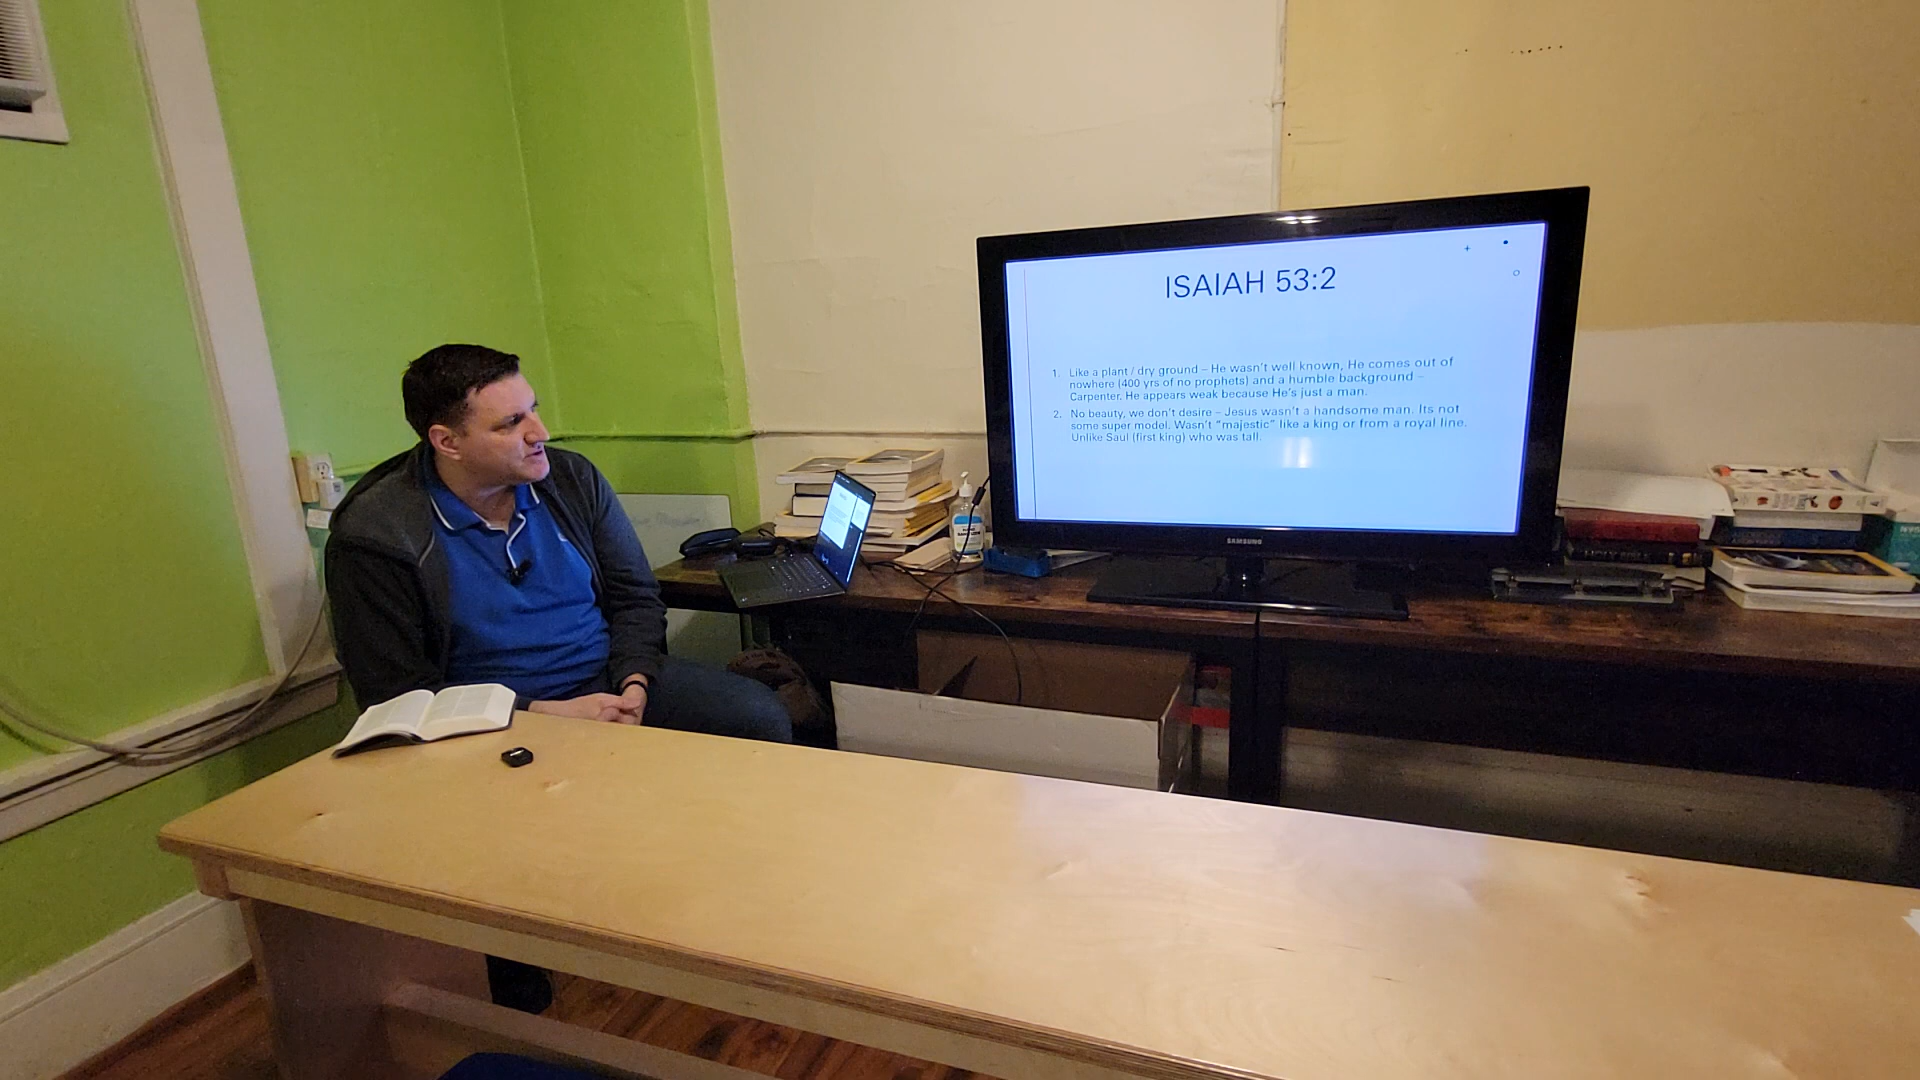 ISAIAH 53:2
1. Like a plant / dry ground – He wasn't well known, He comes out of
nowhere (400 yrs of no prophets) and a humble background –
Carpenter. He appears weak because He's just a man.
2. No beauty, we don't desire – Jesus wasn't a handsome man. Its not
some super model. Wasn't "majestic" like a king or from a royal line.
Unlike Saul (first king) who was tall.
SAMSUNG
HOLY BIBLE